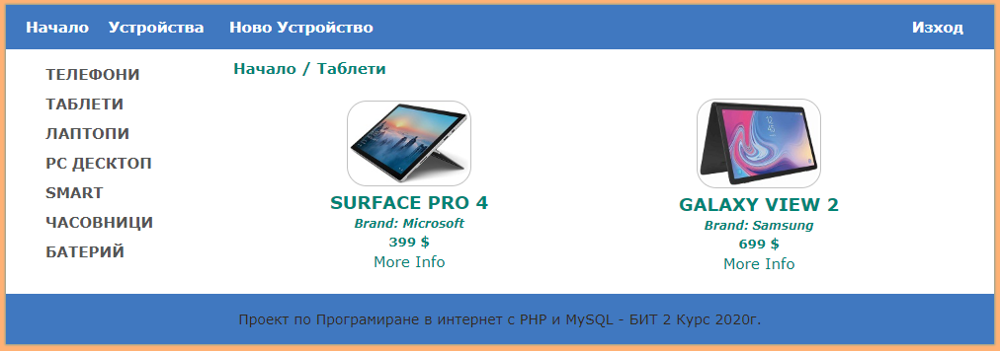 Начало Устройства Ново Устройство Изход
ТЕЛЕФОНИ
ТАБЛЕТИ
ЛАПТОПИ
PC ДЕСКТОП
SMART
ЧАСОВНИЦИ
БАТЕРИЙ
Начало / Таблети
SURFACE PRO 4
Brand: Microsoft
399 $
More Info
GALAXY VIEW 2
Brand: Samsung
699 $
More Info
Проект по Програмиране в интернет с PHP и MySQL - БИТ 2 Курс 2020г.